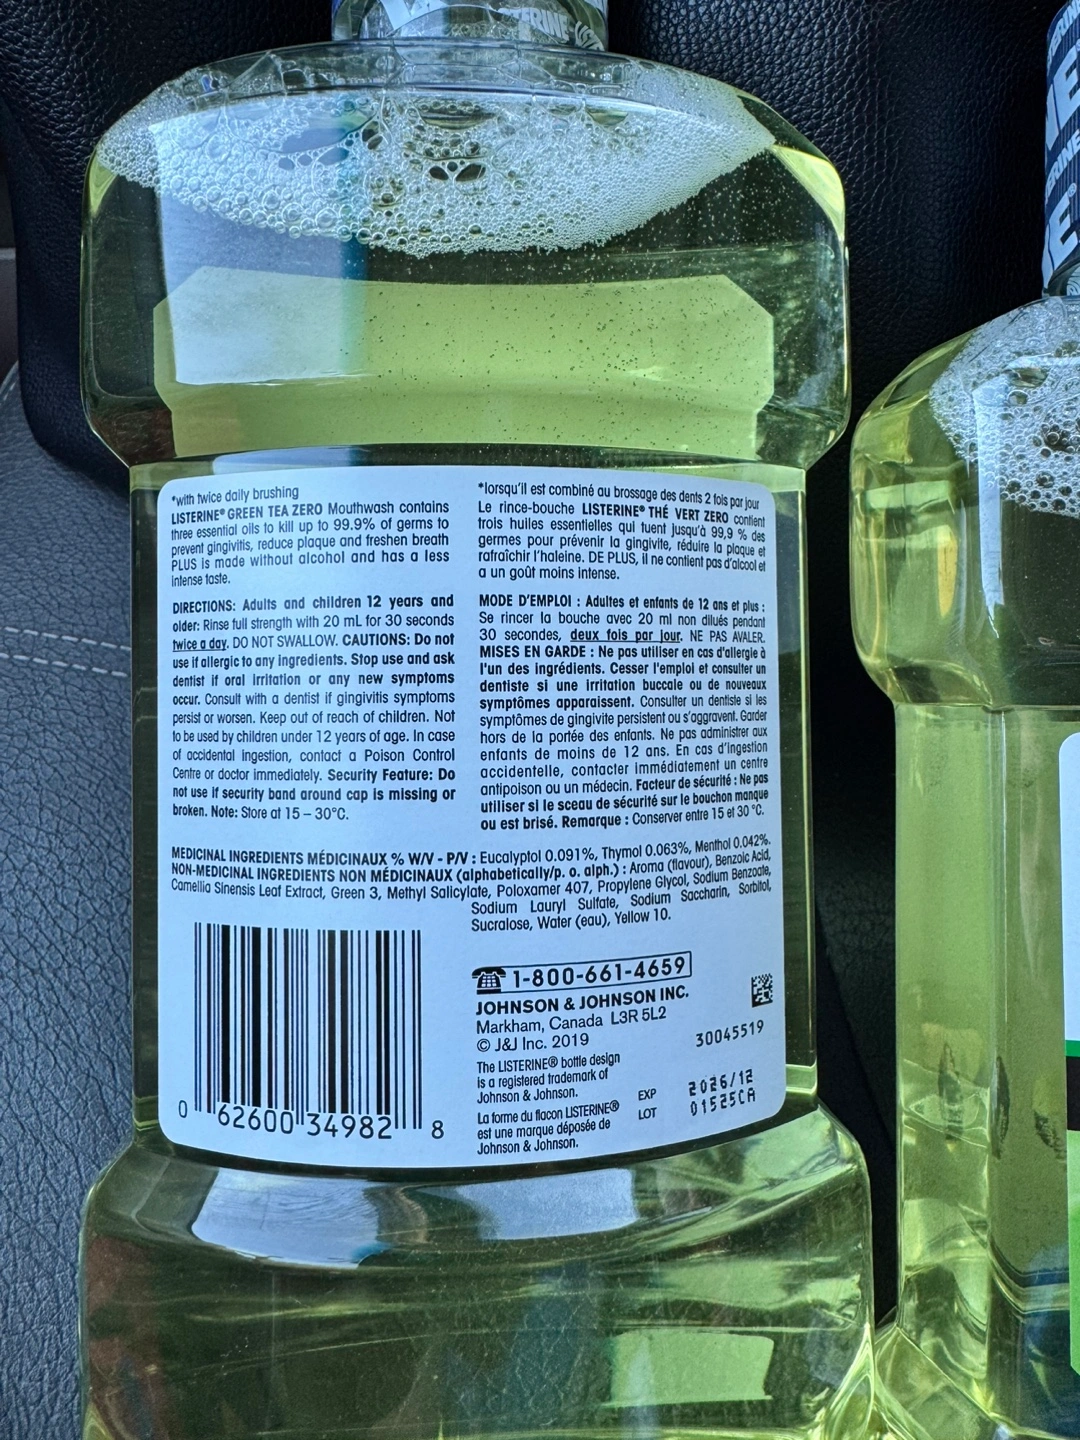 *with twice daily brushing
LISTERINE® GREEN TEA ZERO Mouthwash contains
three essential oils to kill up to 99.9% of germs to
prevent gingivitis, reduce plaque and freshen breath
PLUS is made without alcohol and has a less
intense taste.
DIRECTIONS: Adults and children 12 years and
older: Rinse full strength with 20 mL for 30 seconds
twice a day. DO NOT SWALLOW. CAUTIONS: Do not
use if allergic to any ingredients. Stop use and ask
dentist if oral irritation or any new symptoms
occur. Consult with a dentist if gingivitis symptoms
persist or worsen. Keep out of reach of children. Not
to be used by children under 12 years of age. In case
of accidental ingestion, contact a Poison Control
Centre or doctor immediately. Security Feature: Do
not use if security band around cap is missing or
broken. Note: Store at 15 – 30°C.
*lorsqu'il est combiné au brossage des dents 2 fois par jour
Le rince-bouche LISTERINE® THÉ VERT ZERO contient
trois huiles essentielles qui tuent jusqu'à 99,9 % des
germes pour prévenir la gingivite, réduire la plaque et
rafraîchir l'haleine. DE PLUS, il ne contient pas d'alcool et
a un goût moins intense.
MODE D'EMPLOI : Adultes et enfants de 12 ans et plus :
Se rincer la bouche avec 20 ml non dilués pendant
30 secondes, deux fois par jour. NE PAS AVALER.
MISES EN GARDE : Ne pas utiliser en cas d'allergie à
l'un des ingrédients. Cesser l'emploi et consulter un
dentiste si une irritation buccale ou de nouveaux
symptômes apparaissent. Consulter un dentiste si les
symptômes de gingivite persistent ou s'aggravent. Garder
hors de la portée des enfants. Ne pas administrer aux
enfants de moins de 12 ans. En cas d'ingestion
accidentelle, contacter immédiatement un centre
antipoison ou un médecin. Facteur de sécurité : Ne pas
utiliser si le sceau de sécurité sur le bouchon manque
ou est brisé. Remarque : Conserver entre 15 et 30 °C.
MEDICINAL INGREDIENTS MÉDICINAUX % W/V - P/V : Eucalyptol 0.091%, Thymol 0.063%, Menthol 0.042%.
NON-MEDICINAL INGREDIENTS NON MÉDICINAUX (alphabetically/p. o. alph.) : Aroma (flavour), Benzoic Acid,
Camellia Sinensis Leaf Extract, Green 3, Methyl Salicylate, Poloxamer 407, Propylene Glycol, Sodium Benzoate,
Sodium Lauryl Sulfate, Sodium Saccharin, Sorbitol,
Sucralose, Water (eau), Yellow 10.
0 62600 34982 8
1-800-661-4659
JOHNSON & JOHNSON INC.
Markham, Canada L3R 5L2
© J&J Inc. 2019
The LISTERINE® bottle design
is a registered trademark of
Johnson & Johnson.
La forme du flacon LISTERINE®
est une marque déposée de
Johnson & Johnson.
30045519
EXP 2026/12
LOT 01525CA